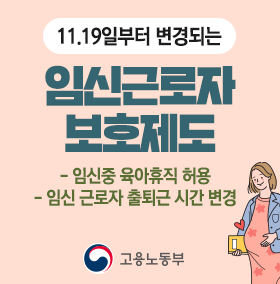 11.19일부터 변경되는
임신근로자
보호제도
- 임신중 육아휴직 허용
- 임신 근로자 출퇴근 시간 변경
고용노동부